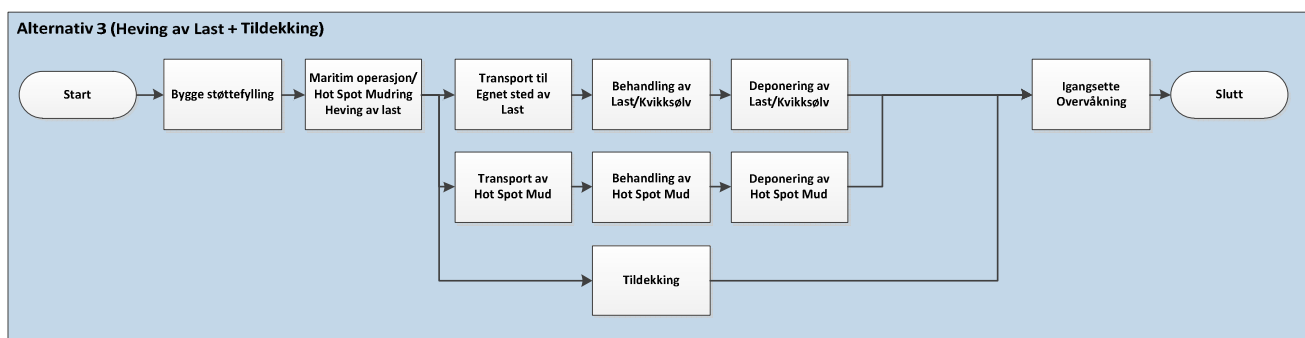 Alternativ 3 (Heving av Last + Tildekking)
Start
Bygge støttefylling
Maritim operasjon/
Hot Spot Mudring
Heving av last
Transport til
Egnet sted av
Last
Behandling av
Last/Kvikksølv
Deponering av
Last/Kvikksølv
Igangsette
Overvåkning
Slutt
Transport av
Hot Spot Mud
Behandling av
Hot Spot Mud
Deponering av
Hot Spot Mud
Tildekking